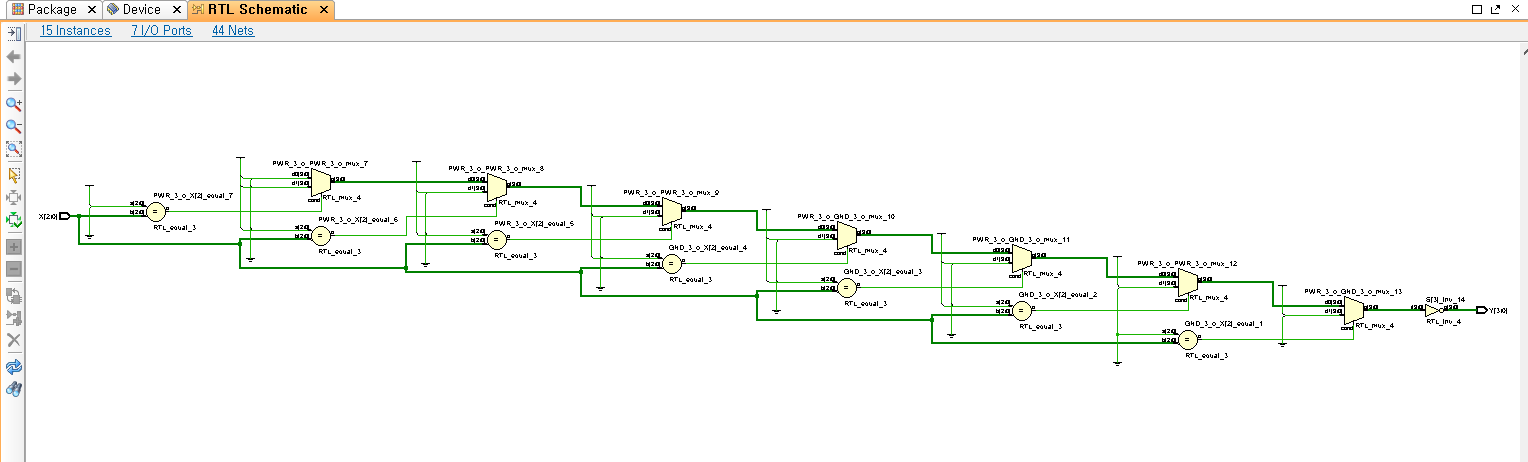 Package
Device
RTL Schematic
15 Instances
7 I/O Ports
44 Nets
PWR_3_o_PWR_3_o_mux_7
RTL_mux_4
PWR_3_o_PWR_3_o_mux_8
RTL_mux_4
PWR_3_o_PWR_3_o_mux_9
RTL_mux_4
PWR_3_o_GND_3_o_mux_10
RTL_mux_4
PWR_3_o_GND_3_o_mux_11
RTL_mux_4
PWR_3_o_PWR_3_o_mux_12
RTL_mux_4
PWR_3_o_GND_3_o_mux_13
RTL_mux_4
X[2:0]
PWR_3_o_X[2]_equal_7
RTL_equal_3
PWR_3_o_X[2]_equal_6
RTL_equal_3
PWR_3_o_X[2]_equal_5
RTL_equal_3
GND_3_o_X[2]_equal_4
RTL_equal_3
GND_3_o_X[2]_equal_3
RTL_equal_3
GND_3_o_X[2]_equal_2
RTL_equal_3
GND_3_o_X[2]_equal_1
RTL_equal_3
S[3]_inv_14
RTL_inv_4
Y[3:0]